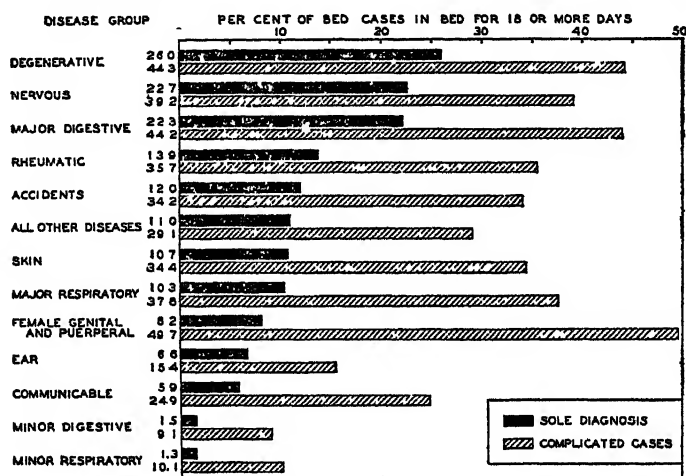 DISEASE GROUP PER CENT OF BED CASES IN BED FOR 18 OR MORE DAYS
10 20 30 40 50
DEGENERATIVE 26 0
44 3
NERVOUS 22 7
39 2
MAJOR DIGESTIVE 22 3
44 2
RHEUMATIC 13 9
35 7
ACCIDENTS 12 0
34 2
ALL OTHER DISEASES 11 0
29 1
SKIN 10 7
34 4
MAJOR RESPIRATORY 10 3
37 6
FEMALE GENITAL 8 2
AND PUERPERAL 49 7
EAR 6 6
15 4
COMMUNICABLE 5 9
24 9
MINOR DIGESTIVE 1 5
9 1
MINOR RESPIRATORY 1.3
10.1
SOLE DIAGNOSIS
COMPLICATED CASES